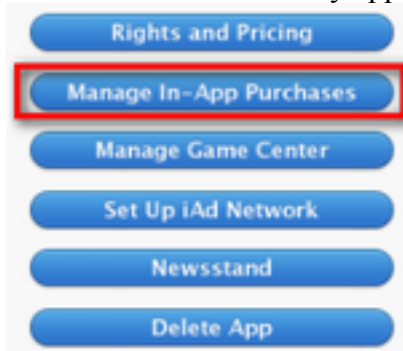 Rights and Pricing
Manage In-App Purchases
Manage Game Center
Set Up iAd Network
Newsstand
Delete App